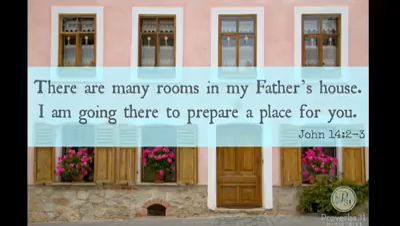 There are many rooms in my Father's house.
I am going there to prepare a place for you.
John 14:2-3
Proverbs 31
MINISTRIES